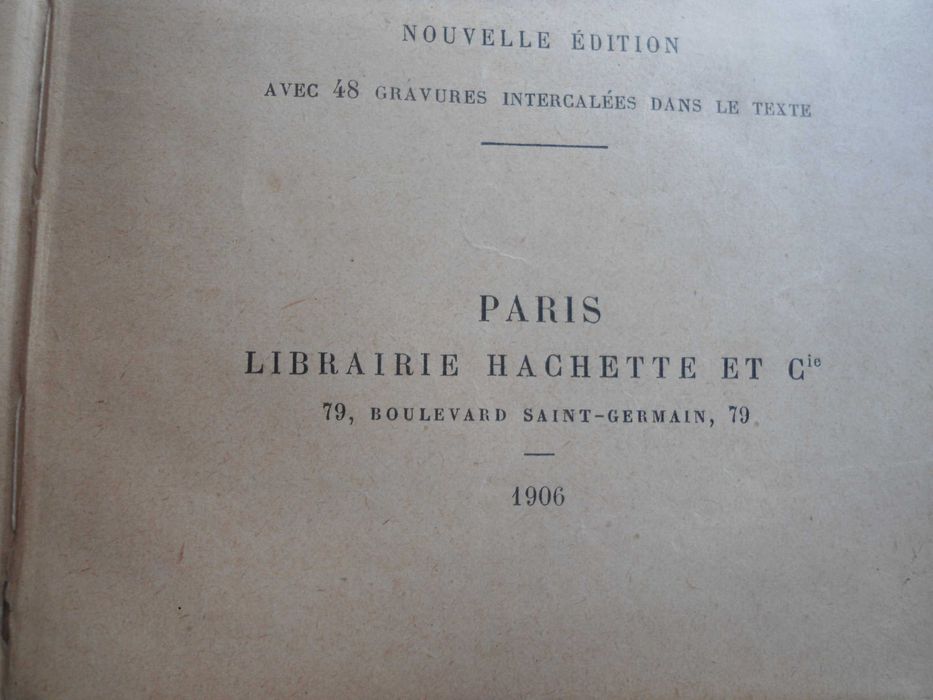 NOUVELLE ÉDITION
AVEC 48 GRAVURES INTERCALÉES DANS LE TEXTE
PARIS
LIBRAIRIE HACHETTE ET Cie
79, BOULEVARD SAINT-GERMAIN, 79
1906